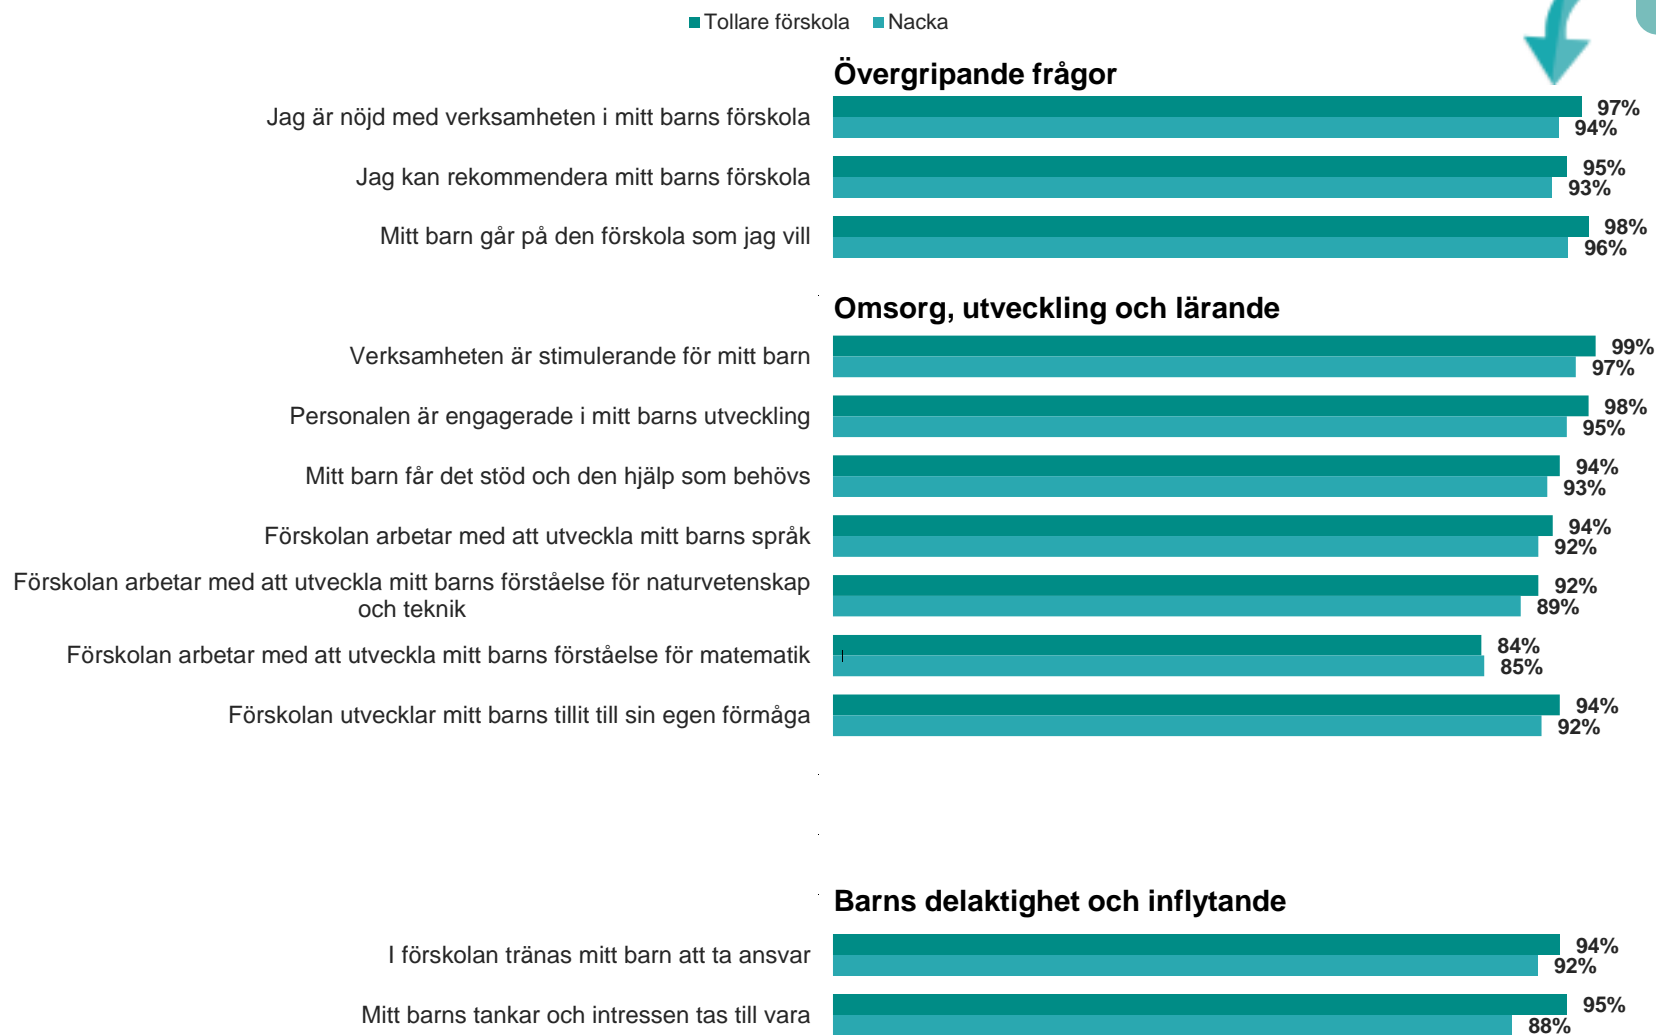 Tollare förskola Nacka
Övergripande frågor
Jag är nöjd med verksamheten i mitt barns förskola 97%
94%
Jag kan rekommendera mitt barns förskola 95%
93%
Mitt barn går på den förskola som jag vill 98%
96%
Omsorg, utveckling och lärande
Verksamheten är stimulerande för mitt barn 99%
97%
Personalen är engagerade i mitt barns utveckling 98%
95%
Mitt barn får det stöd och den hjälp som behövs 94%
93%
Förskolan arbetar med att utveckla mitt barns språk 94%
92%
Förskolan arbetar med att utveckla mitt barns förståelse för naturvetenskap
och teknik
92%
89%
Förskolan arbetar med att utveckla mitt barns förståelse för matematik 84%
85%
Förskolan utvecklar mitt barns tillit till sin egen förmåga 94%
92%
Barns delaktighet och inflytande
I förskolan tränas mitt barn att ta ansvar 94%
92%
Mitt barns tankar och intressen tas till vara 95%
88%